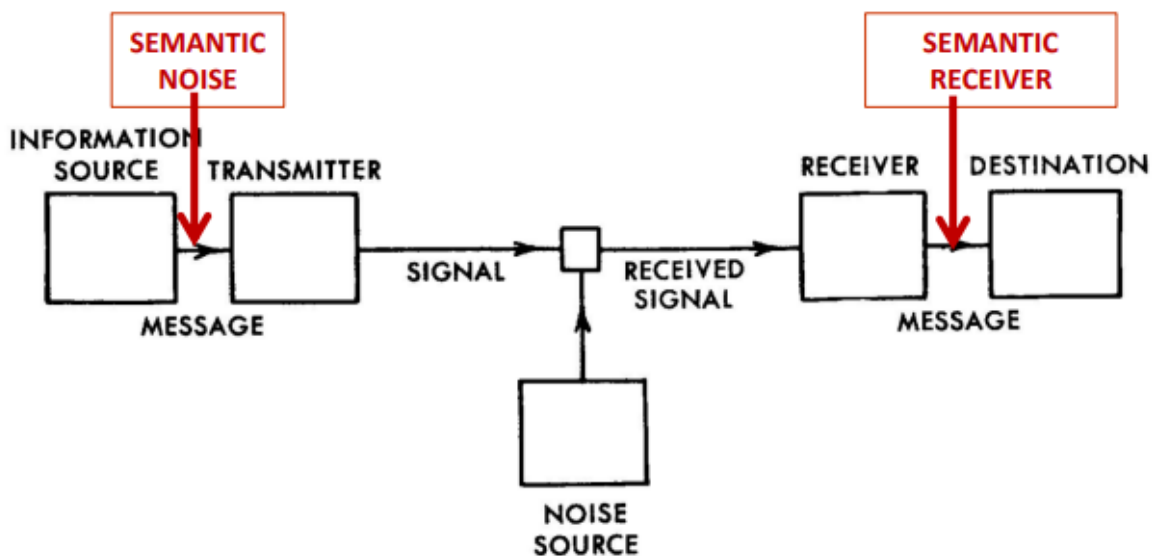 SEMANTIC
NOISE
SEMANTIC
RECEIVER
INFORMATION
SOURCE
TRANSMITTER
RECEIVER
DESTINATION
SIGNAL
RECEIVED
SIGNAL
MESSAGE
MESSAGE
NOISE
SOURCE